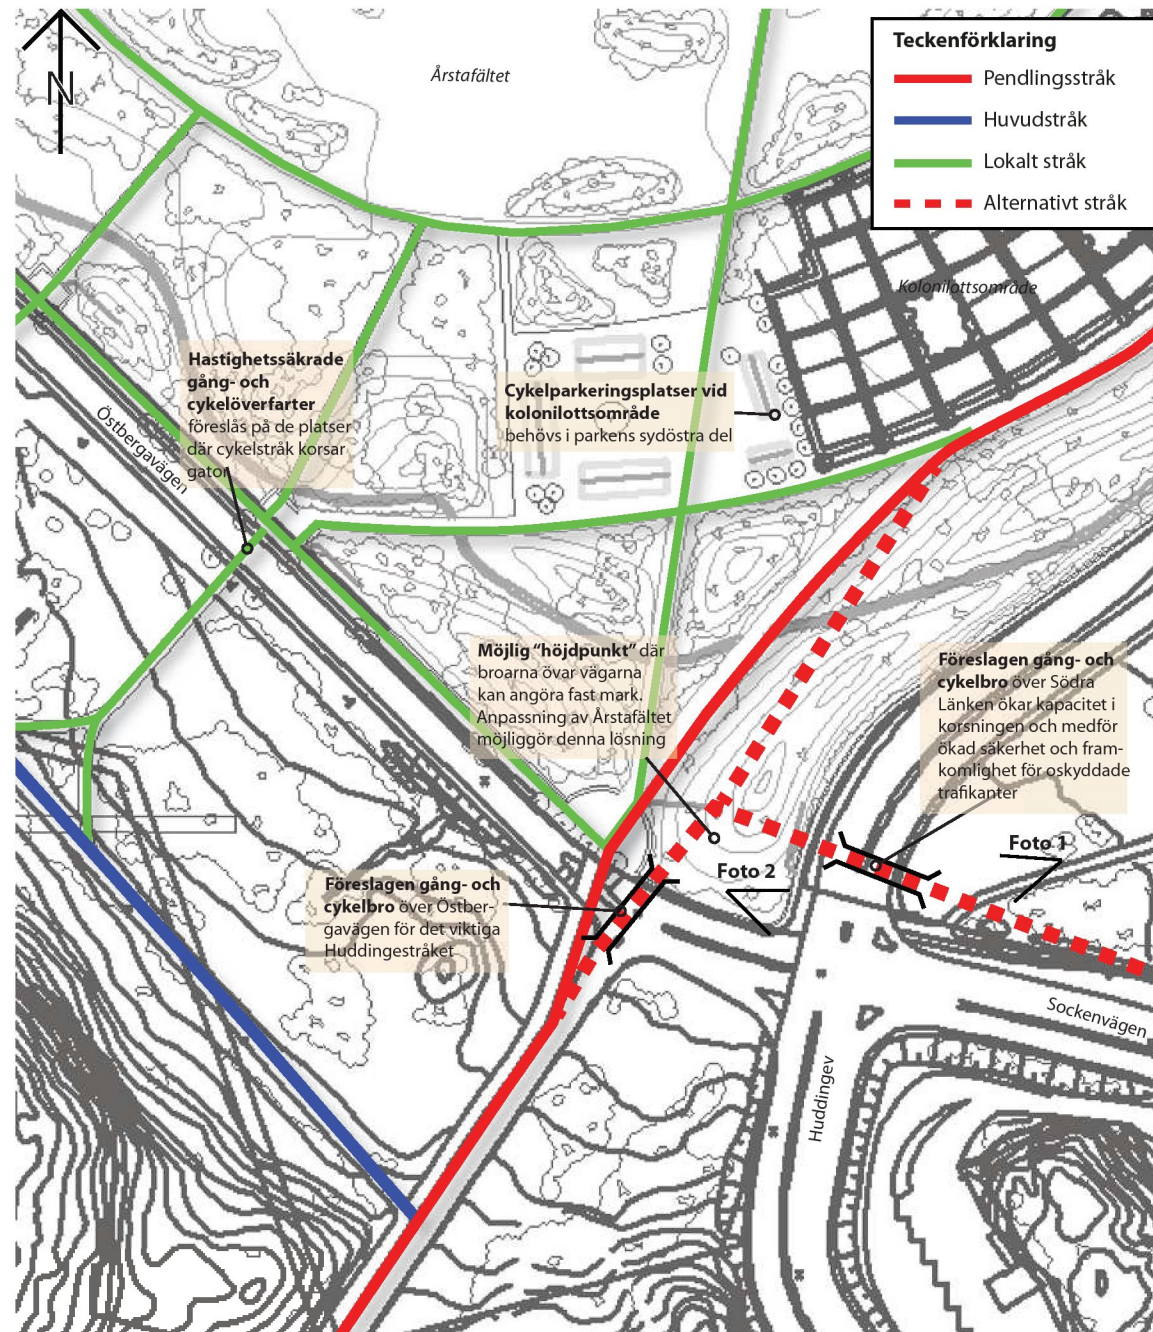 Teckenförklaring
Pendlingsstråk
Huvudstråk
Lokalt stråk
Alternativt stråk
N
Årstafältet
Kolonilottsområde
Hastighetssäkrade
gång- och
cykelöverfarter
föreslås på de platser
där cykelstråk korsar
gator
Östbergavägen
Cykelparkeringsplatser vid
kolonilottsområde
behövs i parkens sydöstra del
Möjlig “höjdpunkt” där
broarna övar vägarna
kan angöra fast mark.
Anpassning av Årstafältet
möjliggör denna lösning
Föreslagen gång- och
cykelbro över Södra
Länken ökar kapacitet i
korsningen och medför
ökad säkerhet och fram-
komlighet för oskyddade
trafikanter
Foto 1
Foto 2
Föreslagen gång- och
cykelbro över Östber-
gavägen för det viktiga
Huddingestråket
Sockenvägen
Huddingev